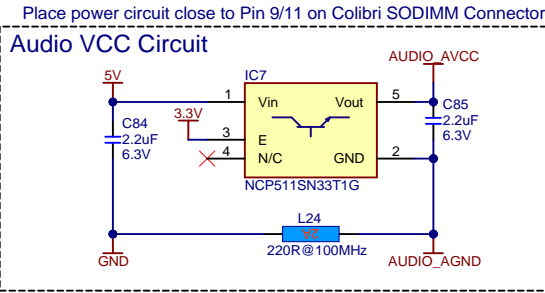 Place power circuit close to Pin 9/11 on Colibri SODIMM Connector
Audio VCC Circuit
AUDIO_AVCC
5V
IC7
1
Vin
Vout
5
C85
2.2uF
6.3V
3.3V
C84
2.2uF
6.3V
3
E
4
N/C
GND
2
NCP511SN33T1G
L24
2A
220R@100MHz
GND
AUDIO_AGND